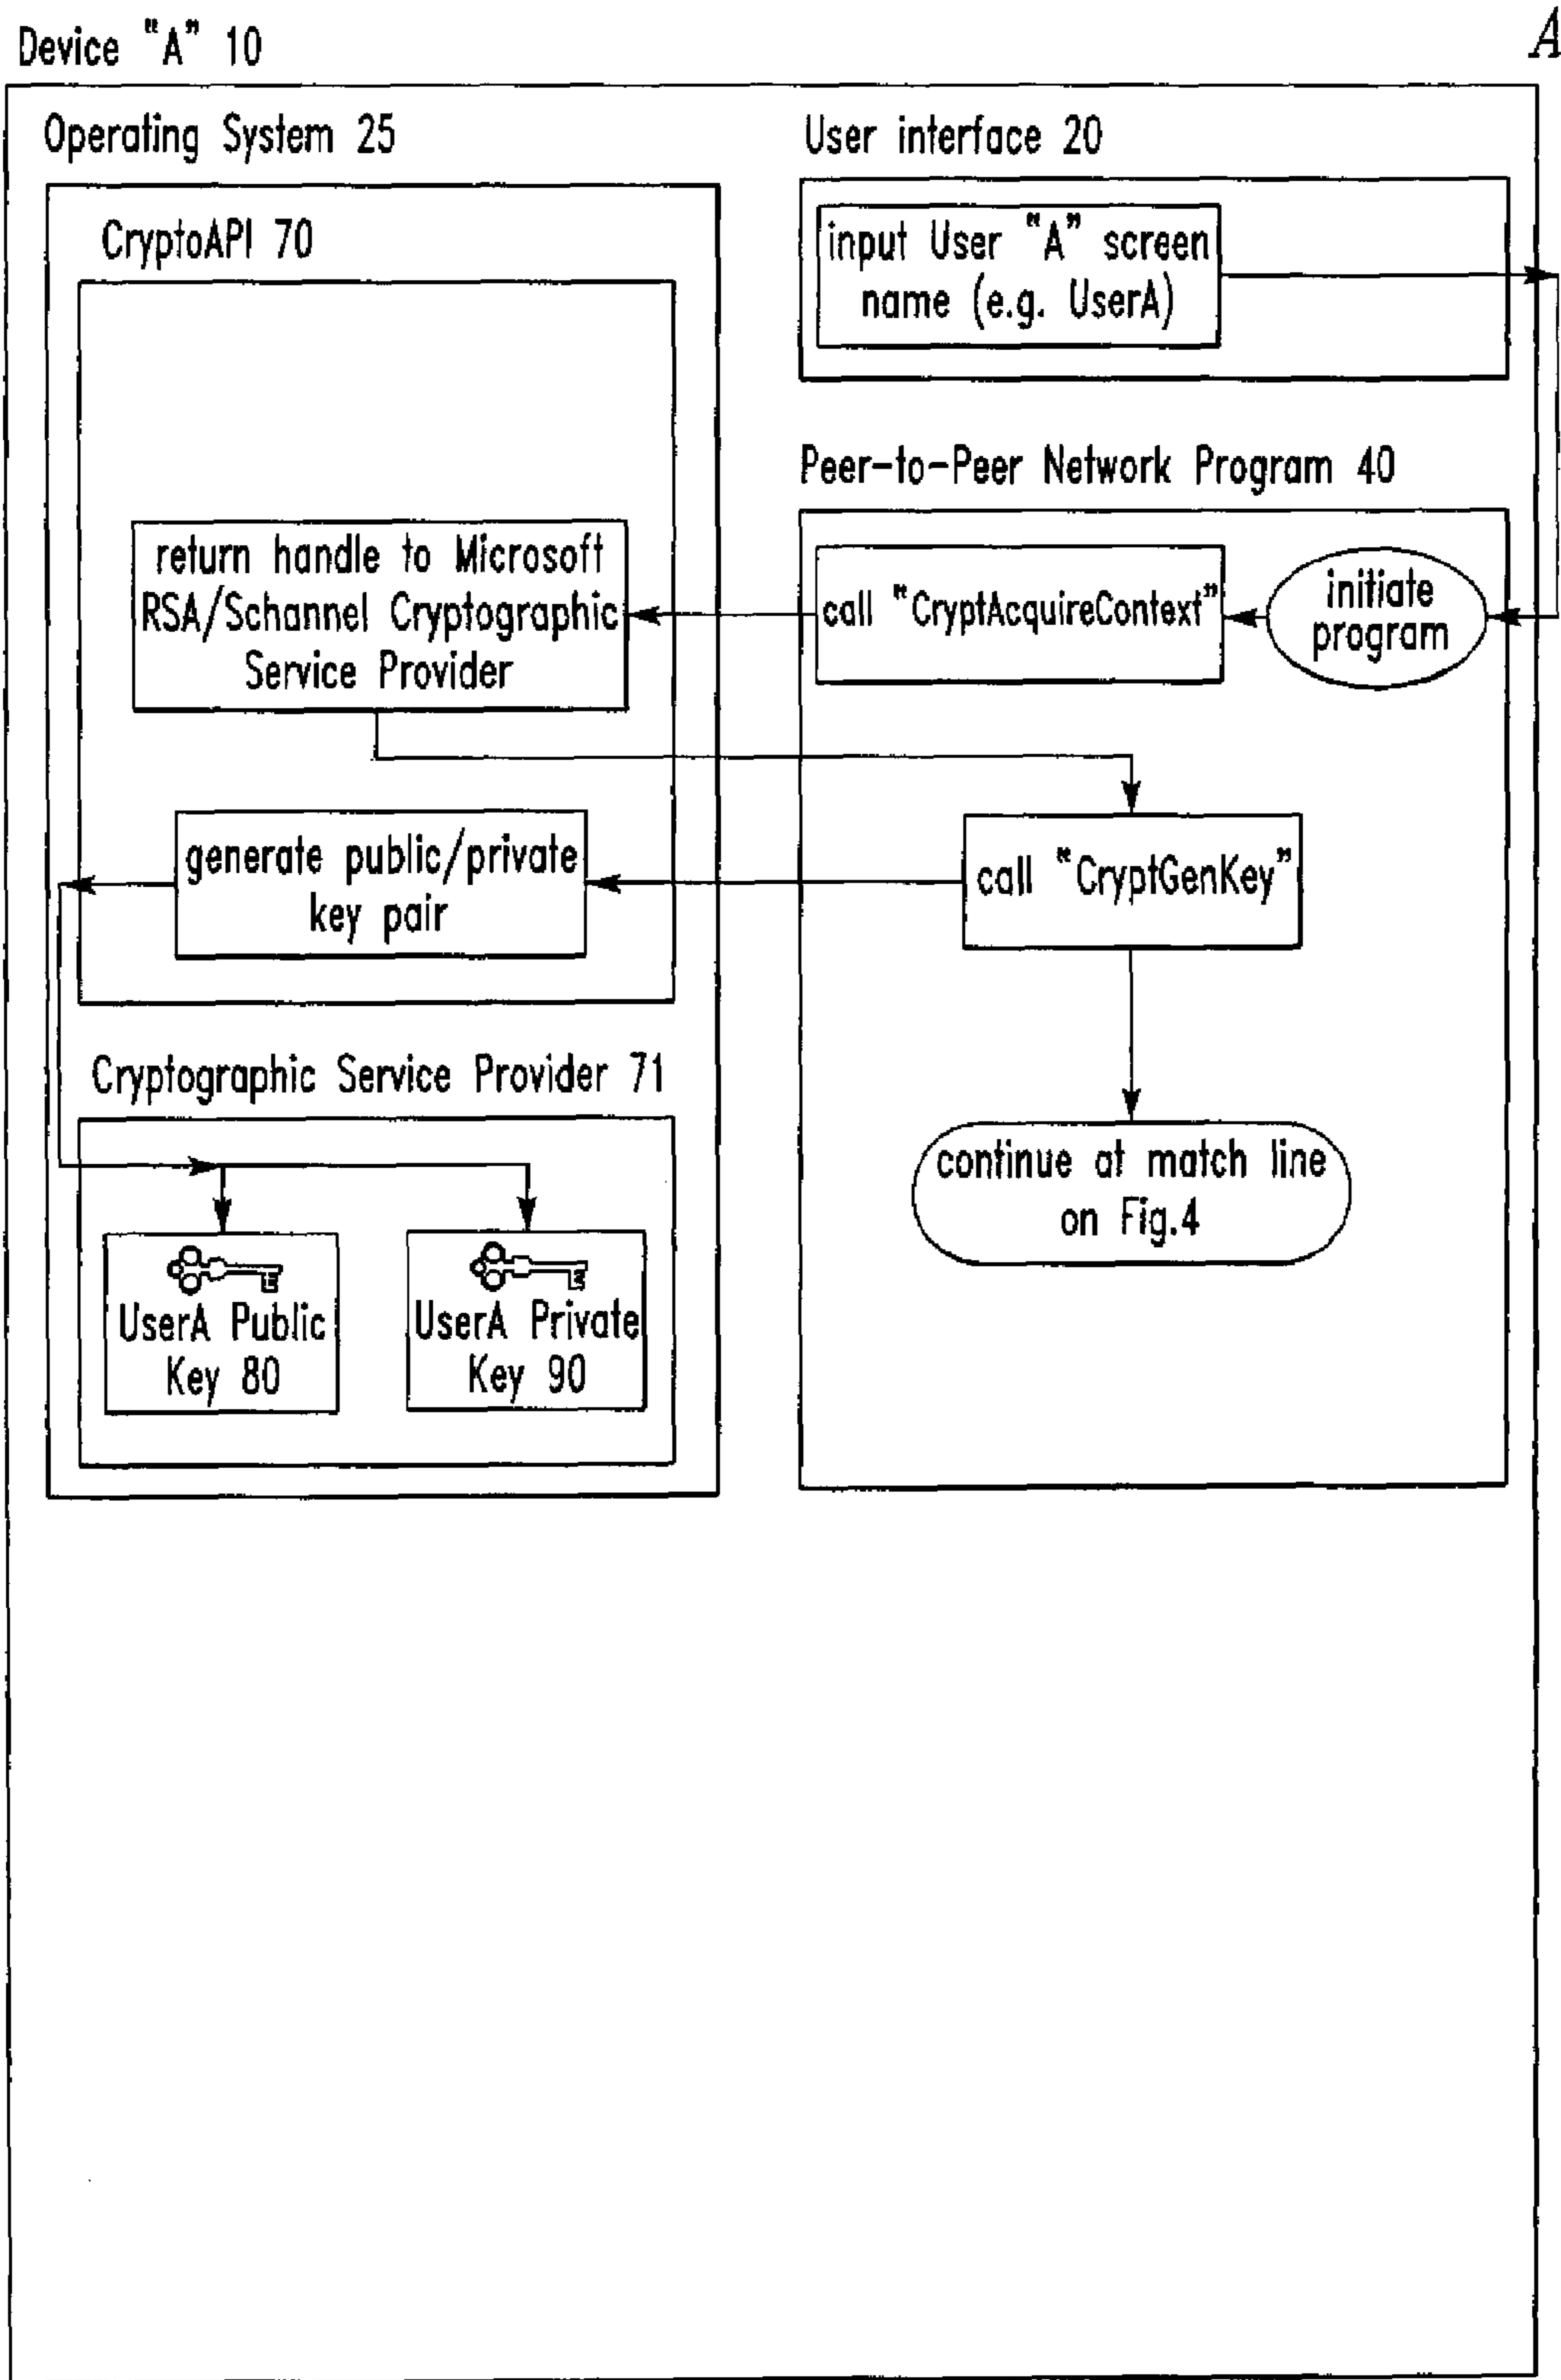 Device "A" 10
A
Operating System 25
CryptoAPI 70
return handle to Microsoft
RSA/Schannel Cryptographic
Service Provider
generate public/private
key pair
Cryptographic Service Provider 71
UserA Public
Key 80
UserA Private
Key 90
User interface 20
input User "A" screen
name (e.g. UserA)
Peer-to-Peer Network Program 40
call "CryptAcquireContext"
initiate
program
call "CryptGenKey"
continue at match line
on Fig.4